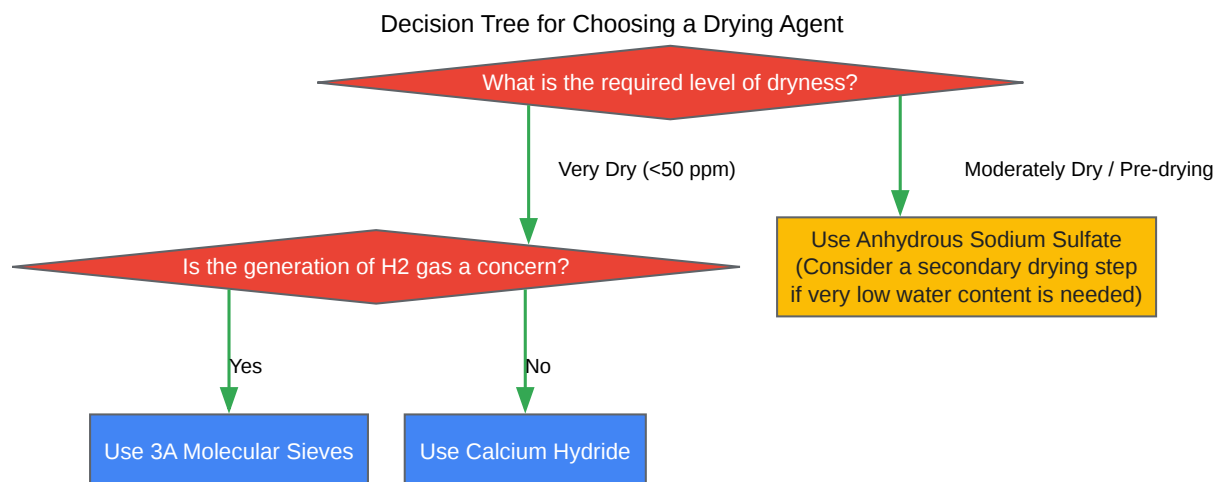 Decision Tree for Choosing a Drying Agent
What is the required level of dryness?
Very Dry (<50 ppm)
Moderately Dry / Pre-drying
Use Anhydrous Sodium Sulfate
(Consider a secondary drying step
if very low water content is needed)
Is the generation of H2 gas a concern?
Yes
No
Use 3A Molecular Sieves
Use Calcium Hydride